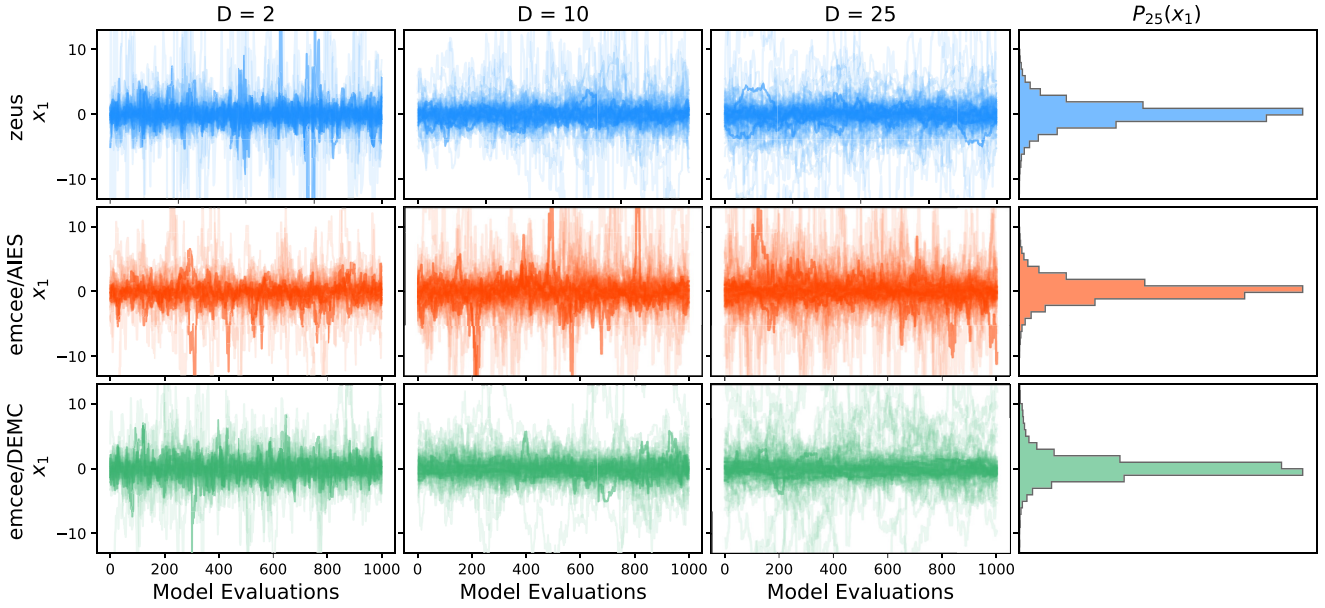 D = 2
D = 10
D = 25
P25(x1)
zeus
x1
10
0
−10
emcee/AIES
x1
10
0
−10
emcee/DEMC
x1
10
0
−10
0 200 400 600 800 1000
0 200 400 600 800 1000
0 200 400 600 800 1000
Model Evaluations
Model Evaluations
Model Evaluations